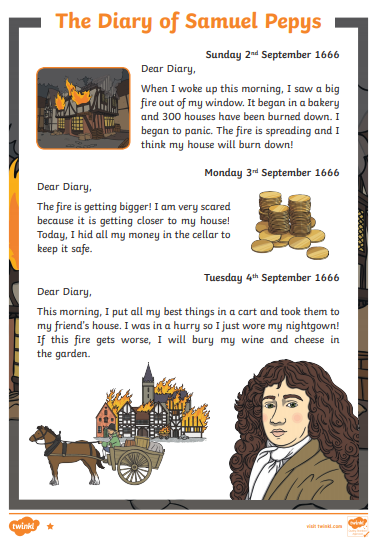 The Diary of Samuel Pepys
Sunday 2nd September 1666
Dear Diary,
When I woke up this morning, I saw a big
fire out of my window. It began in a bakery
and 300 houses have been burned down. I
began to panic. The fire is spreading and I
think my house will burn down!
Monday 3rd September 1666
Dear Diary,
The fire is getting bigger! I am very scared
because it is getting closer to my house!
Today, I hid all my money in the cellar to
keep it safe.
Tuesday 4th September 1666
Dear Diary,
This morning, I put all my best things in a cart and took them to
my friend's house. I was in a hurry so I just wore my nightgown!
If this fire gets worse, I will bury my wine and cheese in
the garden.
twinkl
visit twinkl.com
twinkl